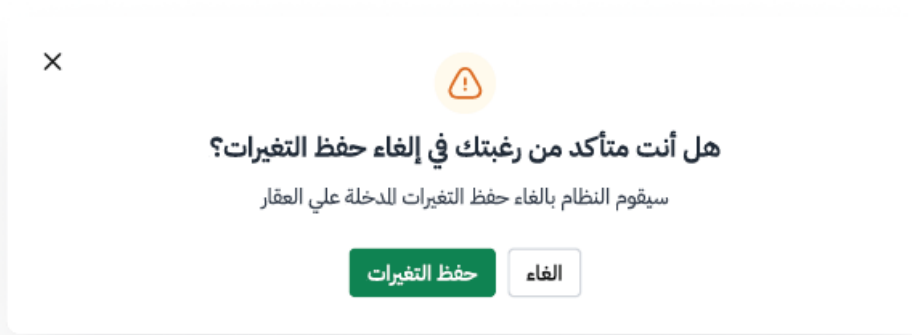 هل أنت متأكد من رغبتك في إلغاء حفظ التغيرات؟
سيقوم النظام بالغاء حفظ التغيرات المدخلة علي العقار
الغاء
حفظ التغيرات